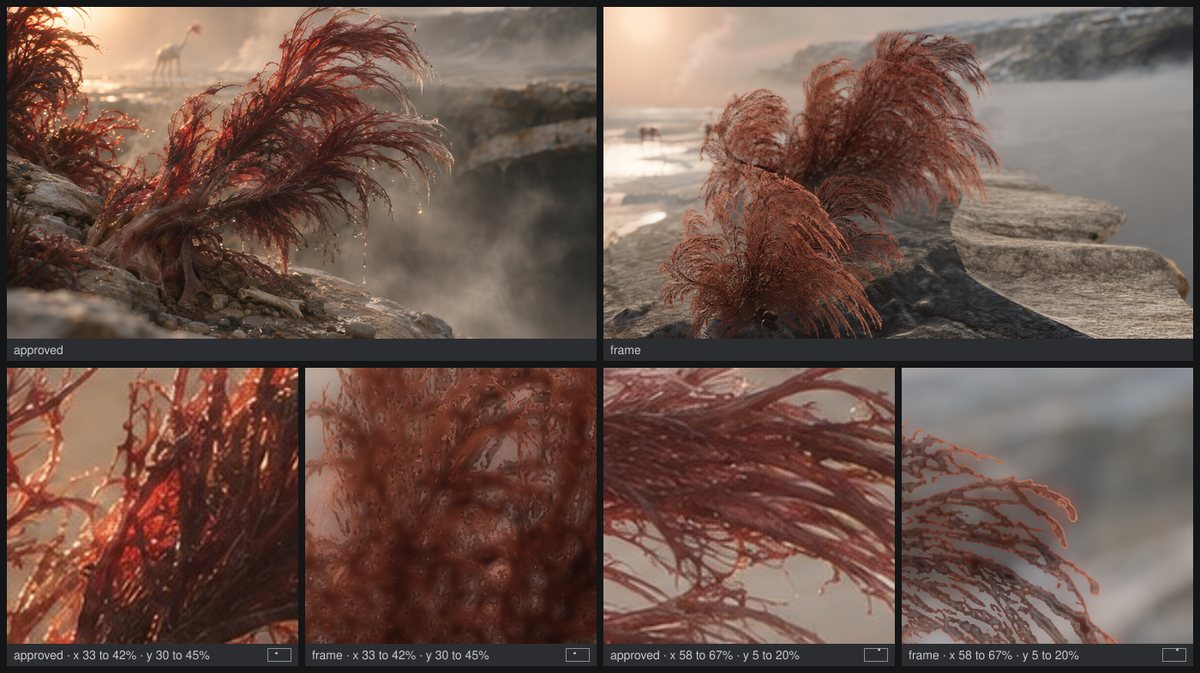 approved
frame
approved · x 33 to 42% · y 30 to 45%
frame · x 33 to 42% · y 30 to 45%
approved · x 58 to 67% · y 5 to 20%
frame · x 58 to 67% · y 5 to 20%